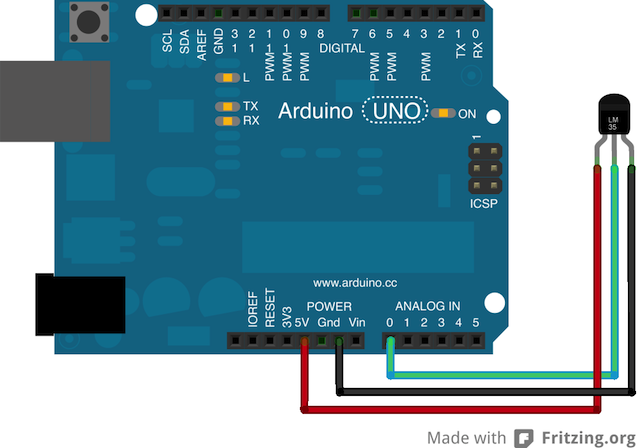 SCL
SDA
AREF
GND
13
12
PWM 11
PWM 10
PWM 9
8
DIGITAL
7
PWM 6
PWM 5
4
PWM 3
2
TX 1
RX 0
L
TX
RX
Arduino UNO
ON
LM
35
1
ICSP
www.arduino.cc
POWER
ANALOG IN
IOREF
RESET
3V3
5V Gnd Vin
0 1 2 3 4 5
Made with Fritzing.org